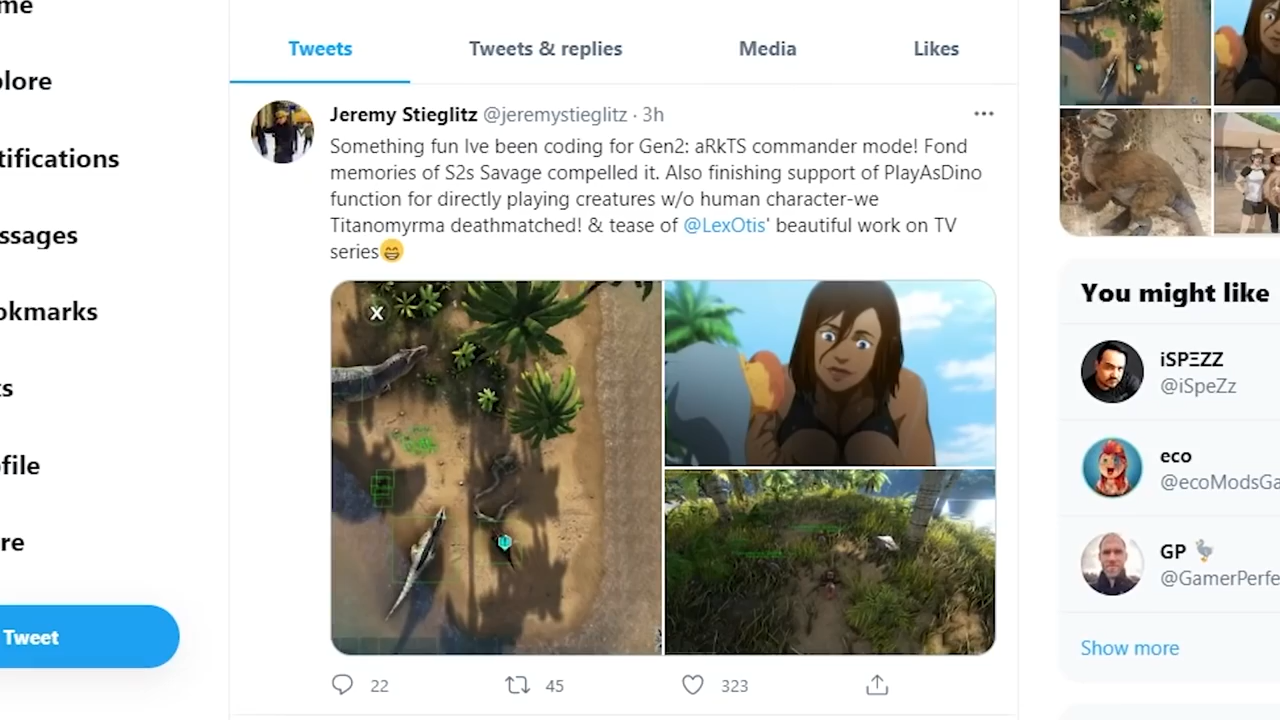 me
plore
tifications
ssages
okmarks
ts
ofile
re
Tweet
Tweets
Tweets & replies
Media
Likes
Jeremy Stieglitz @jeremystieglitz · 3h
Something fun Ive been coding for Gen2: aRkTS commander mode! Fond
memories of S2s Savage compelled it. Also finishing support of PlayAsDino
function for directly playing creatures w/o human character-we
Titanomyrma deathmatched! & tease of @LexOtis' beautiful work on TV
series😁
X
22
45
323
You might like
iSPΞZZ
@iSpeZz
eco
@ecoModsGa
GP 🦤
@GamerPerfe
Show more